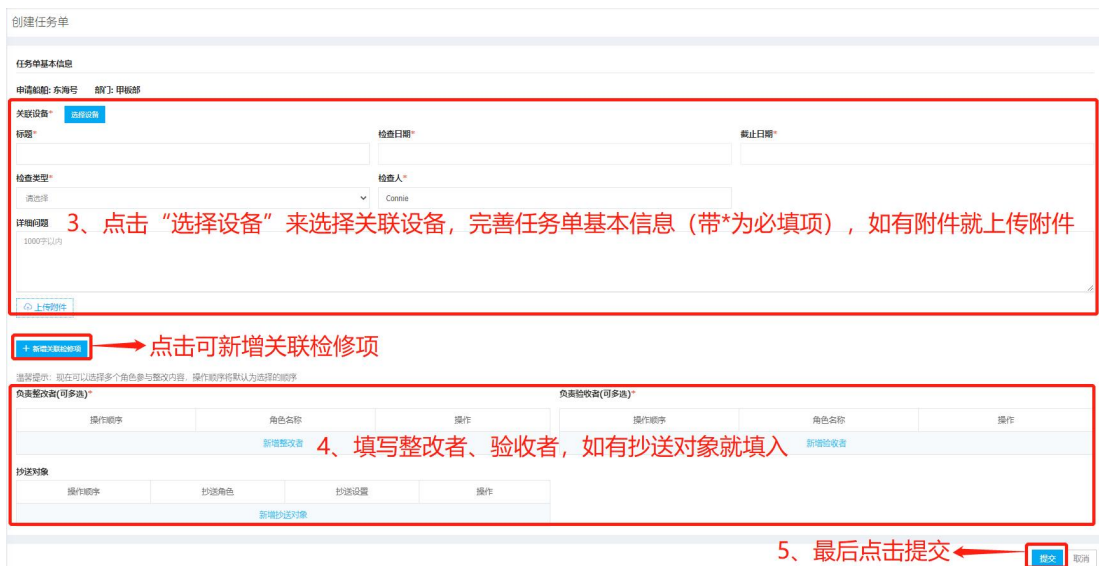 创建任务单
任务单基本信息
申请船舶: 东海号 部门: 甲板部
关联设备* 选择设备
标题* 检查日期* 截止日期*
检查类型* 检查人*
请选择 Connie
详细问题 3、点击“选择设备”来选择关联设备，完善任务单基本信息（带*为必填项），如有附件就上传附件
1000字以内
上传附件
+ 新增关联检修项 点击可新增关联检修项
温馨提示：现在可以选择多个角色参与整改内容，操作顺序将默认为选择的顺序
负责整改者(可多选)* 负责验收者(可多选)*
操作顺序 角色名称 操作 操作顺序 角色名称 操作
新增整改者 4、填写整改者、验收者，如有抄送对象就填入 新增验收者
抄送对象
操作顺序 抄送角色 抄送设置 操作
新增抄送对象
5、最后点击提交 提交 取消